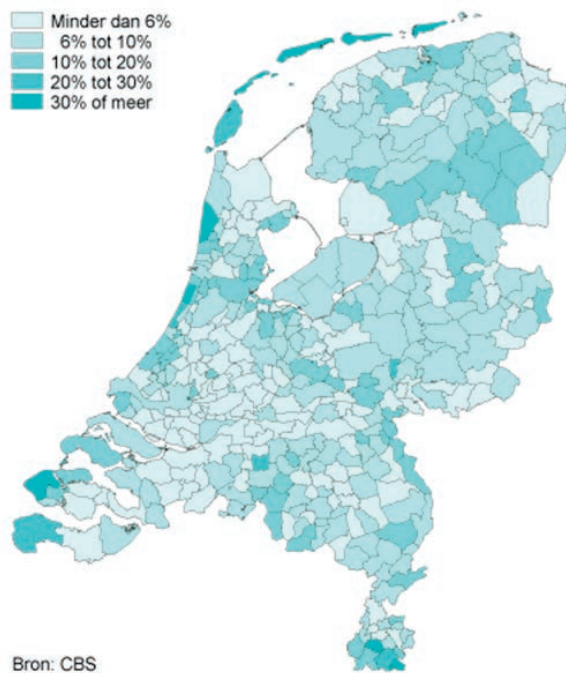 Minder dan 6%
6% tot 10%
10% tot 20%
20% tot 30%
30% of meer
Bron: CBS